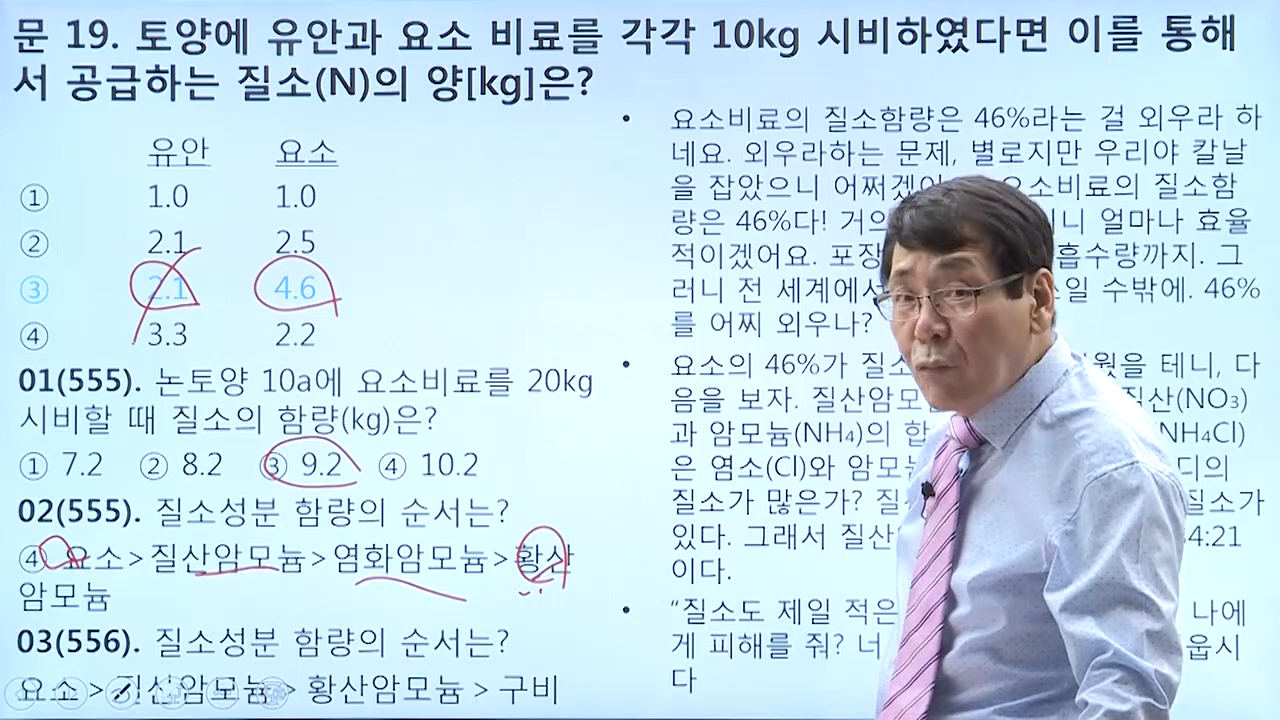 문 19. 토양에 유안과 요소 비료를 각각 10kg 시비하였다면 이를 통해
서 공급하는 질소(N)의 양[kg]은?
유안 요소
① 1.0 1.0
② 2.1 2.5
③ 2.1 4.6
④ 3.3 2.2
01(555). 논토양 10a에 요소비료를 20kg
시비할 때 질소의 함량(kg)은?
① 7.2 ② 8.2 ③ 9.2 ④ 10.2
02(555). 질소성분 함량의 순서는?
④ 요소>질산암모늄>염화암모늄>황산
암모늄
03(556). 질소성분 함량의 순서는?
요소 > 질산암모늄 > 황산암모늄 > 구비
• 요소비료의 질소함량은 46%라는 걸 외우라 하
네요. 외우라하는 문제, 별로지만 우리야 칼날
을 잡았으니 요소비료의 질소함
량은 46%다! 얼마나 효율
적이겠어요. 흡수량까지. 그
러니 전 수밖에. 46%
를 어찌 외우나?
• 요소의 46%가 테니, 다
음을 보자. (NO₃)
과 암모늄(NH₄)의 NH₄Cl)
은 염소(Cl)와
질소가 많은가? 질소가
있다. 그래서 4:21
이다.
• "질소도 제일 적은 나에
게 피해를 줘? 너
다